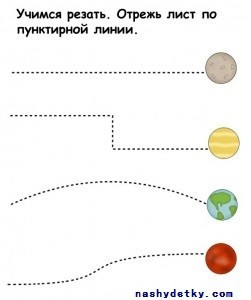 Учимся резать. Отрежь лист по
пунктирной линии.
nashydetky.com